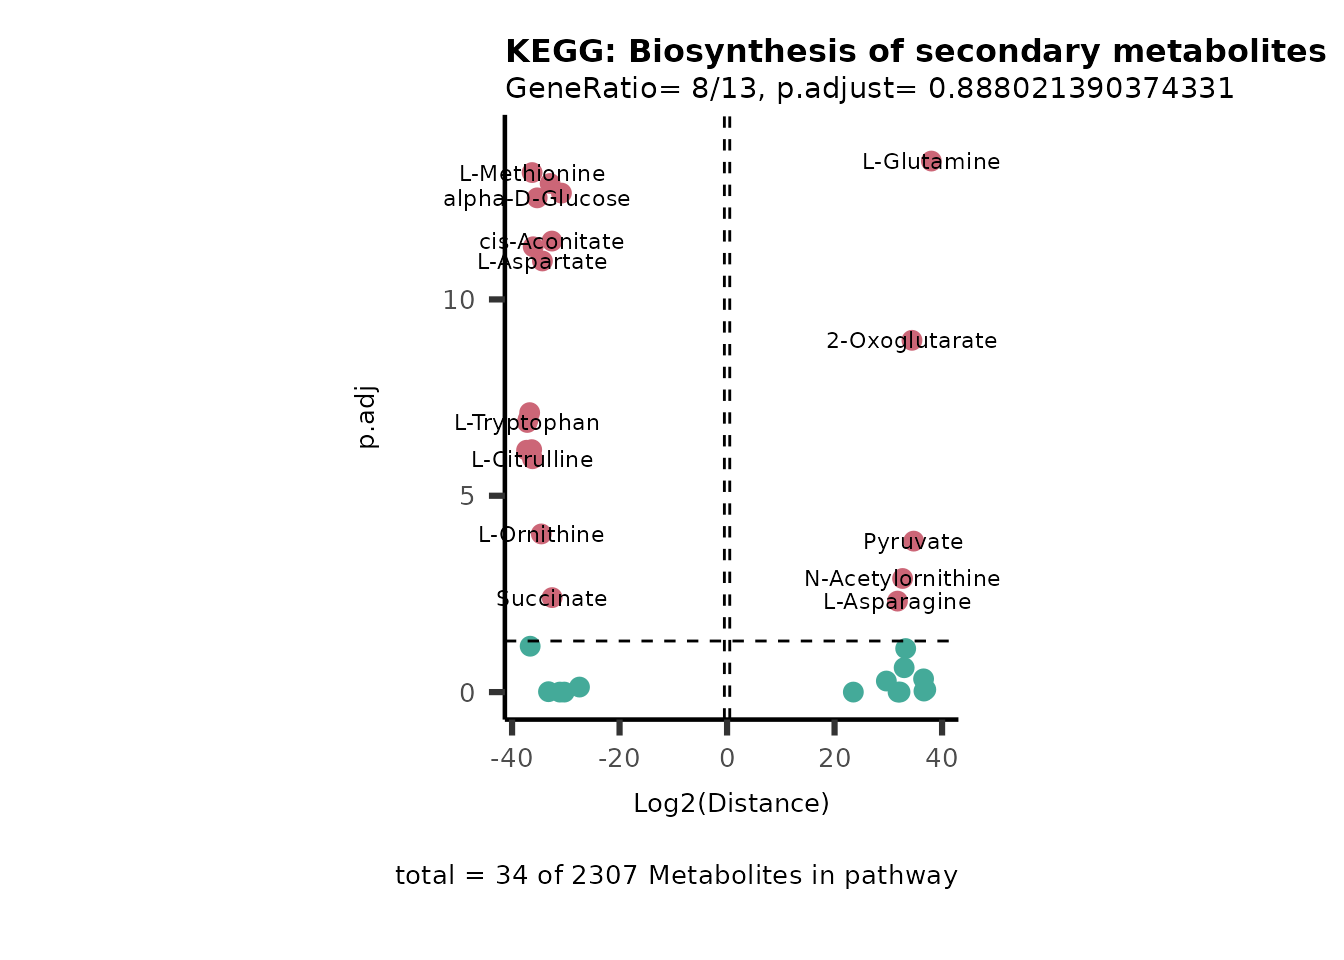 KEGG: Biosynthesis of secondary metabolites
GeneRatio= 8/13, p.adjust= 0.888021390374331
L-Glutamine
L-Methionine
alpha-D-Glucose
cis-Aconitate
L-Aspartate
10
2-Oxoglutarate
p.adj
L-Tryptophan
L-Citrulline
5
L-Ornithine
Pyruvate
N-Acetylornithine
Succinate
L-Asparagine
0
-40 -20 0 20 40
Log2(Distance)
total = 34 of 2307 Metabolites in pathway